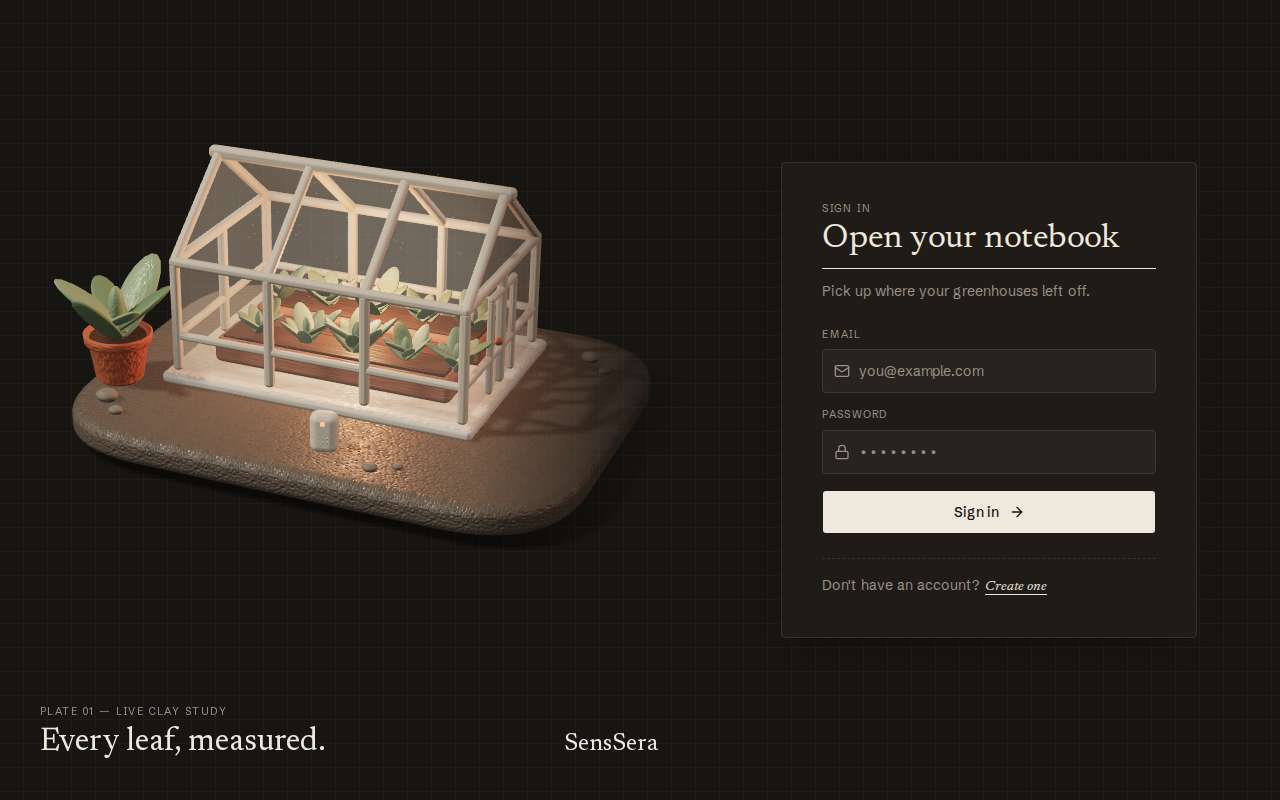 SIGN IN
Open your notebook
Pick up where your greenhouses left off.
EMAIL
you@example.com
PASSWORD
••••••••
Sign in
Don't have an account? Create one
PLATE 01 — LIVE CLAY STUDY
Every leaf, measured.
SensSera